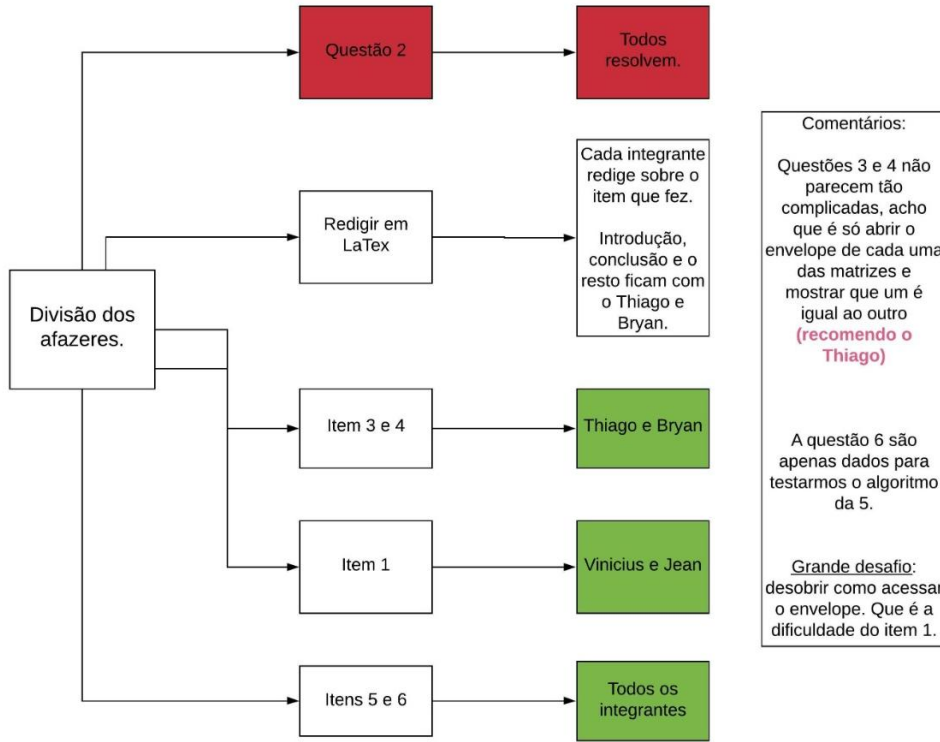 Questão 2
Todos
resolvem.
Redigir em
LaTex
Cada integrante
redige sobre o
item que fez.
Introdução,
conclusão e o
resto ficam com
o Thiago e
Bryan.
Divisão dos
afazeres.
Item 3 e 4
Thiago e Bryan
Item 1
Vinicius e Jean
Itens 5 e 6
Todos os
integrantes
Comentários:
Questões 3 e 4 não
parecem tão
complicadas, acho
que é só abrir o
envelope de cada uma
das matrizes e
mostrar que um é
igual ao outro
(recomendo o
Thiago)
A questão 6 são
apenas dados para
testarmos o algoritmo
da 5.
Grande desafio:
desobrir como acessar
o envelope. Que é a
dificuldade do item 1.